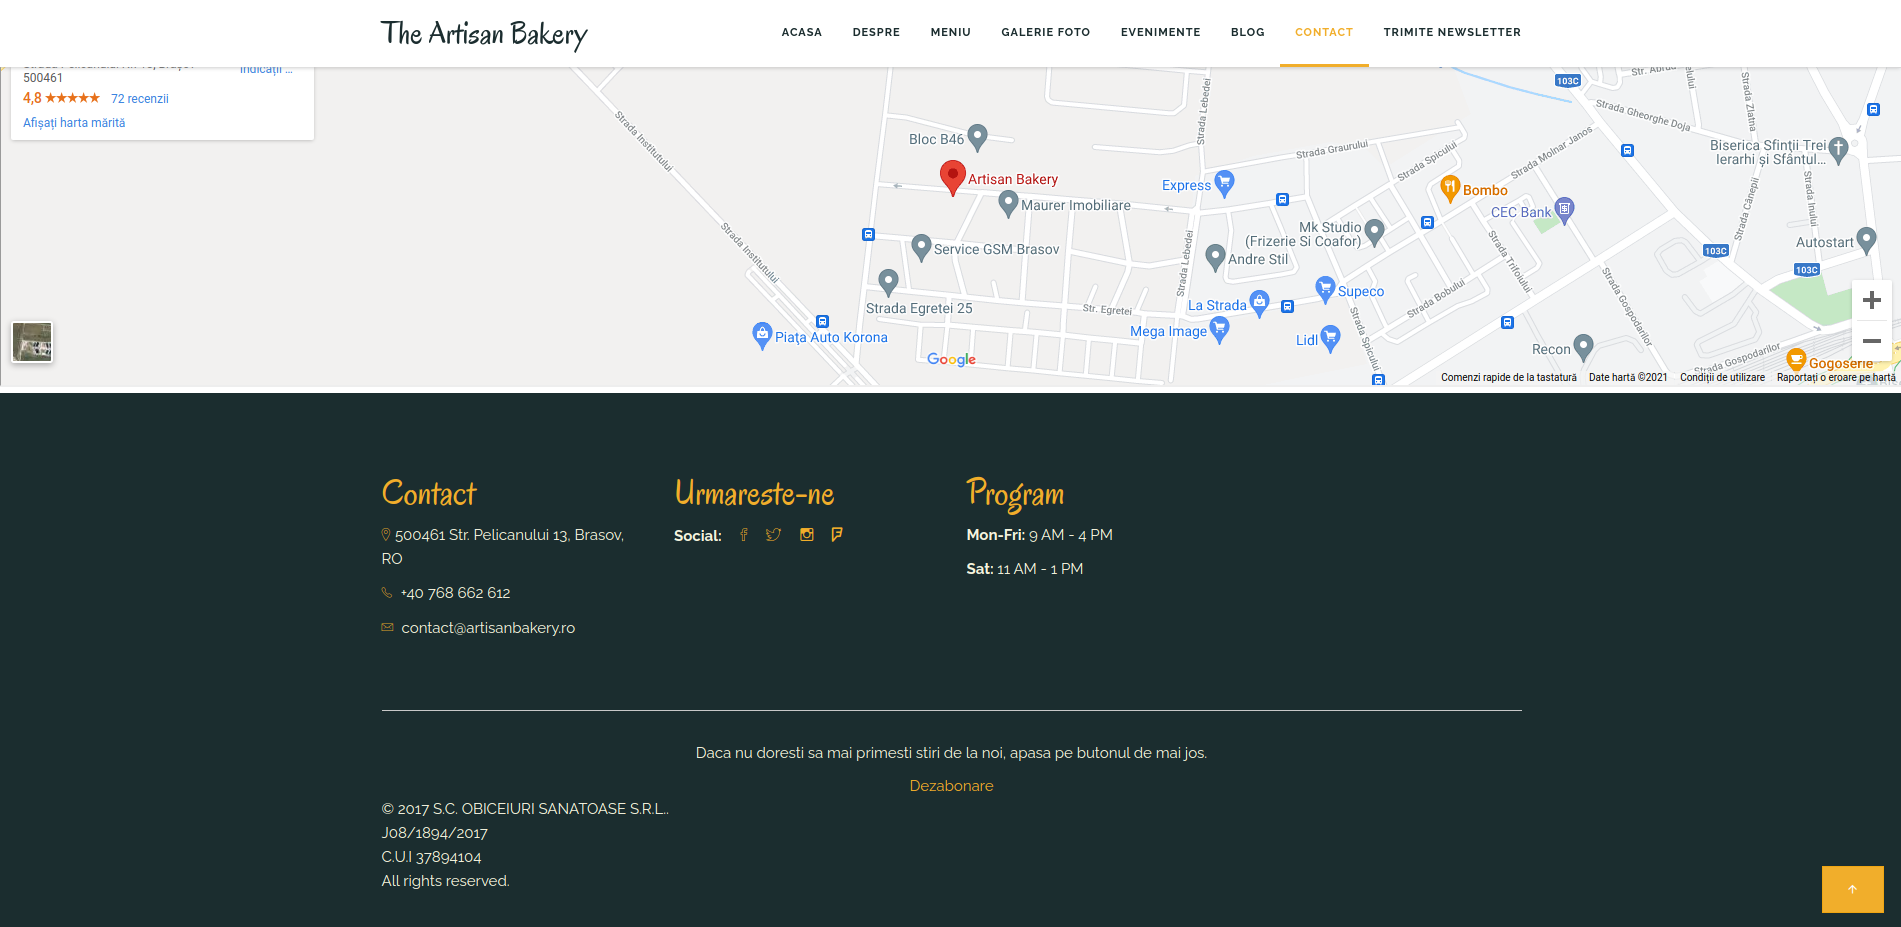 The Artisan Bakery
ACASA DESPRE MENIU GALERIE FOTO EVENIMENTE BLOG CONTACT TRIMITE NEWSLETTER
500461
Indicații ...
4,8 72 recenzii
Afișați harta mărită
Strada Institutului
Strada Institutului
Bloc B46
Artisan Bakery
Maurer Imobiliare
Service GSM Brasov
Strada Egretei 25
Piața Auto Korona
Google
Str. Egretei
Strada Lebedei
Strada Lebedei
Express
Strada Graurului
Mk Studio
(Frizerie Si Coafor)
Andre Stil
La Strada
Mega Image
Supeco
Lidl
Strada Spicului
Strada Spicului
Strada Bobului
Strada Trifoiului
Strada Molnar Janos
Strada Gheorghe Doja
Bombo
CEC Bank
103C
103C
103C
Strada Zlatna
Strada Cânepii
Strada Inului
Biserica Sfinții Trei
Ierarhi și Sfântul...
Autostart
Strada Gospodarilor
Strada Gospodarilor
Recon
Gogoserie
Comenzi rapide de la tastatură Date hartă ©2021 Condiții de utilizare Raportați o eroare pe hartă
Contact
500461 Str. Pelicanului 13, Brasov,
RO
+40 768 662 612
contact@artisanbakery.ro
Urmareste-ne
Social:
Program
Mon-Fri: 9 AM - 4 PM
Sat: 11 AM - 1 PM
Daca nu doresti sa mai primesti stiri de la noi, apasa pe butonul de mai jos.
Dezabonare
© 2017 S.C. OBICEIURI SANATOASE S.R.L..
J08/1894/2017
C.U.I 37894104
All rights reserved.